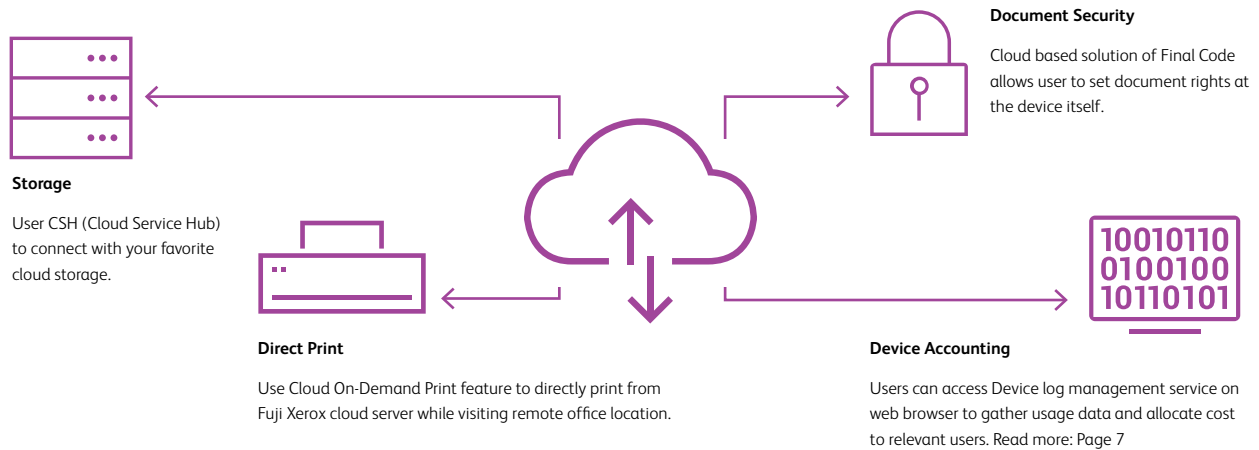 Document Security
Cloud based solution of Final Code
allows user to set document rights at
the device itself.
Storage
User CSH (Cloud Service Hub)
to connect with your favorite
cloud storage.
10010110
0100100
10110101
Direct Print
Use Cloud On-Demand Print feature to directly print from
Fuji Xerox cloud server while visiting remote office location.
Device Accounting
Users can access Device log management service on
web browser to gather usage data and allocate cost
to relevant users. Read more: Page 7